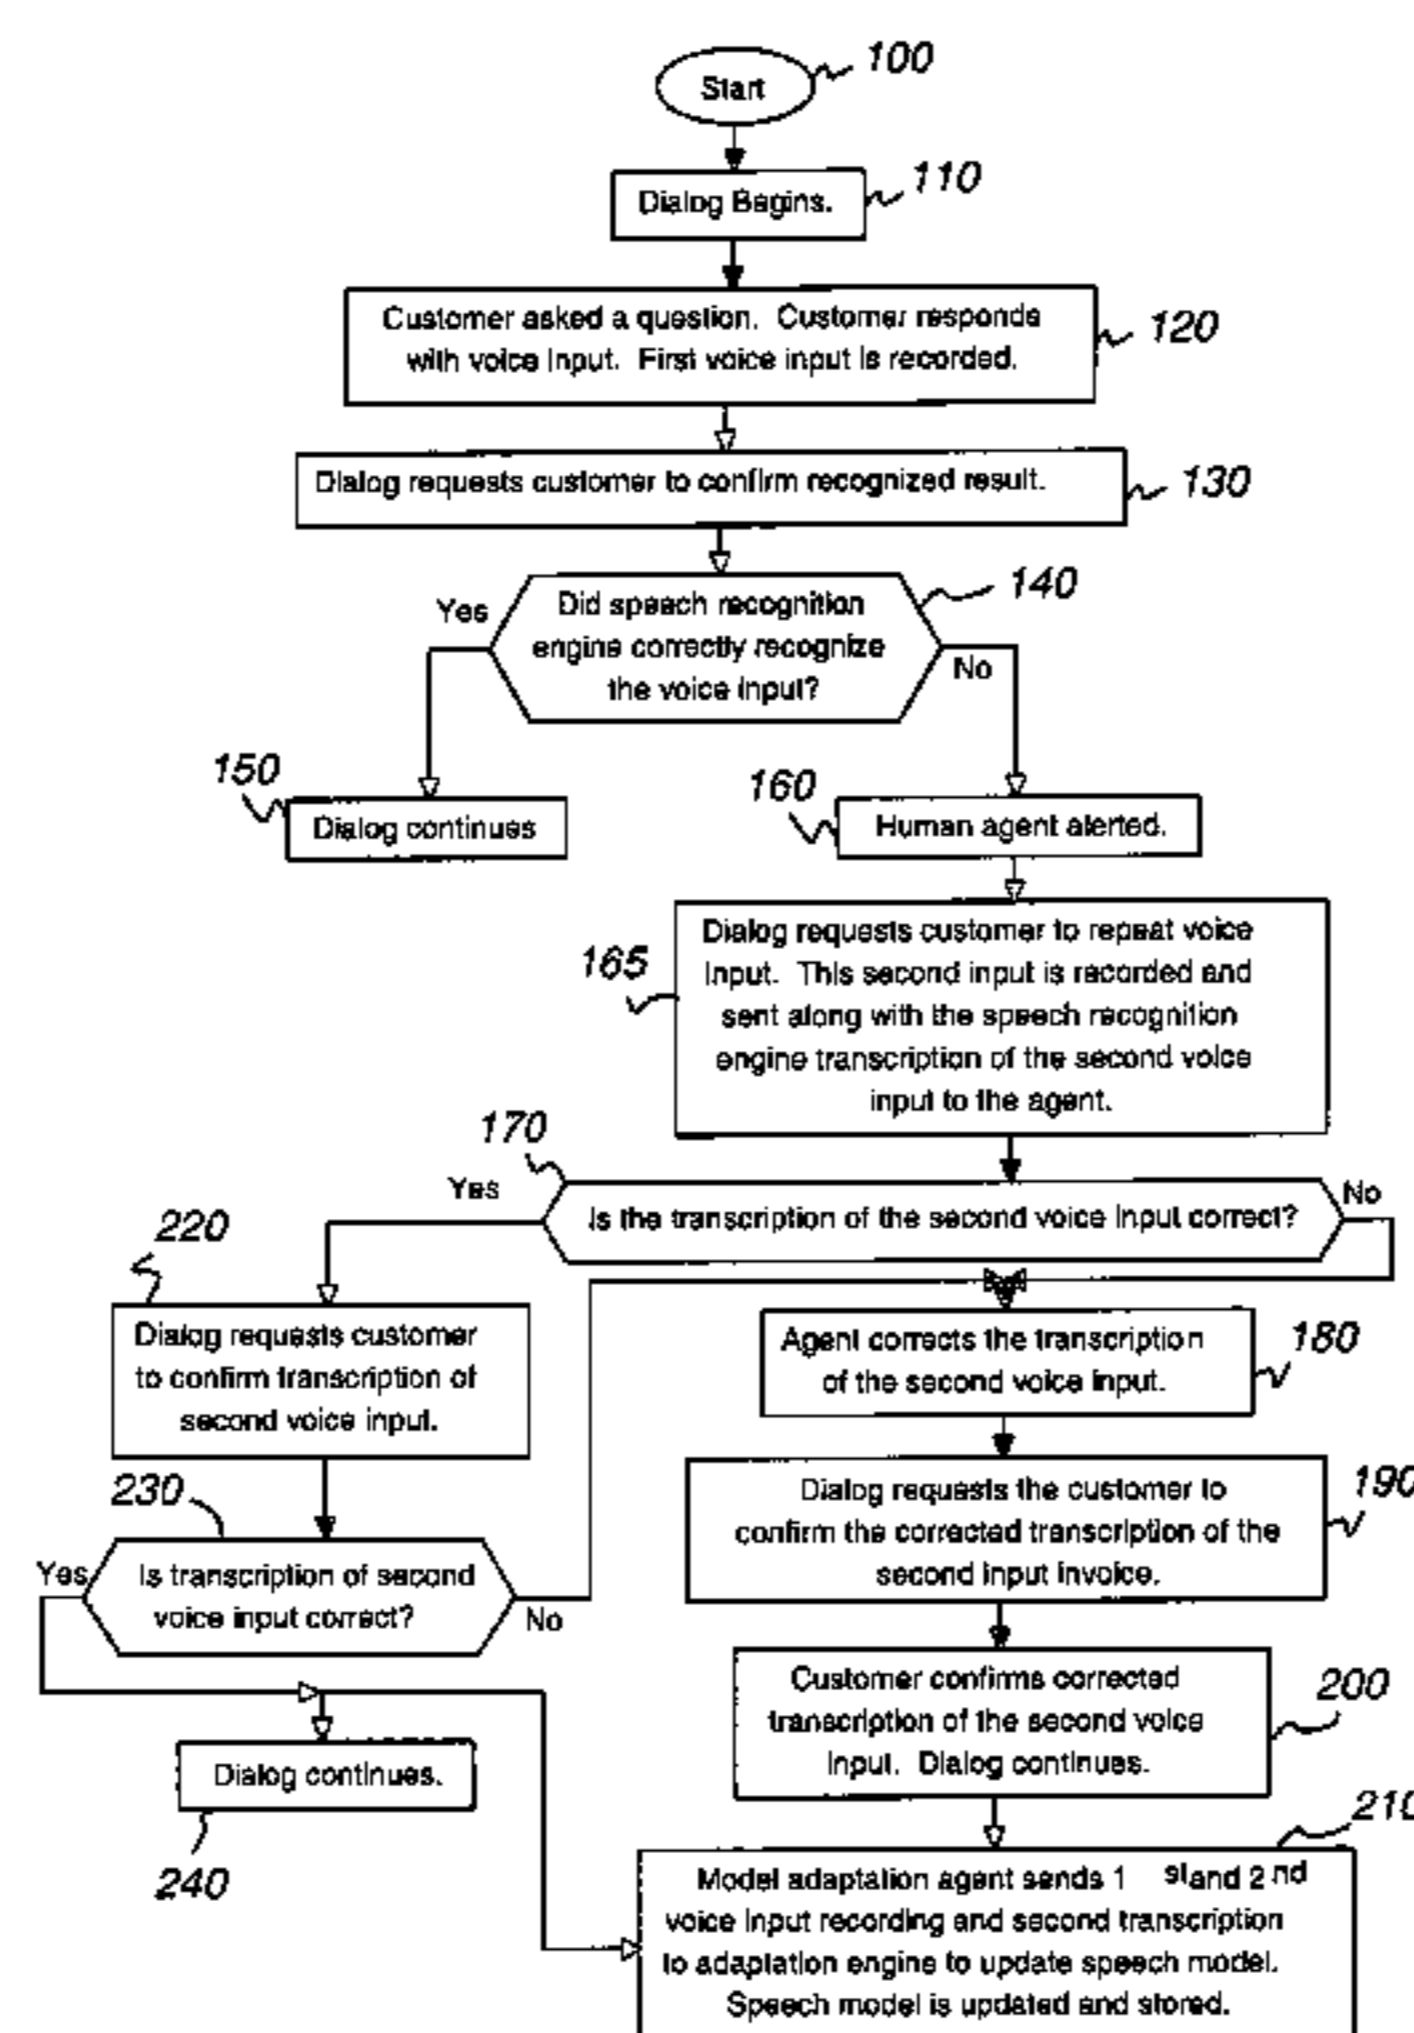 Start
100
Dialog Begins.
110
Customer asked a question. Customer responds
with voice Input. First voice input is recorded.
120
Dialog requests customer to confirm recognized result.
130
Did speech recognition
engine correctly recognize
the voice input?
140
Yes
No
150
Dialog continues
160
Human agent alerted.
165
Dialog requests customer to repeat voice
Input. This second input is recorded and
sent along with the speech recognition
engine transcription of the second voice
input to the agent.
170
Yes
Is the transcription of the second voice input correct?
No
220
Dialog requests customer
to confirm transcription of
second voice input.
Agent corrects the transcription
of the second voice input.
180
230
Yes
Is transcription of second
voice input correct?
No
Dialog requests the customer to
confirm the corrected transcription of the
second input invoice.
190
Customer confirms corrected
transcription of the second voice
input. Dialog continues.
200
Dialog continues.
240
210
Model adaptation agent sends 1 st and 2 nd
voice input recording and second transcription
to adaptation engine to update speech model.
Speech model is updated and stored.